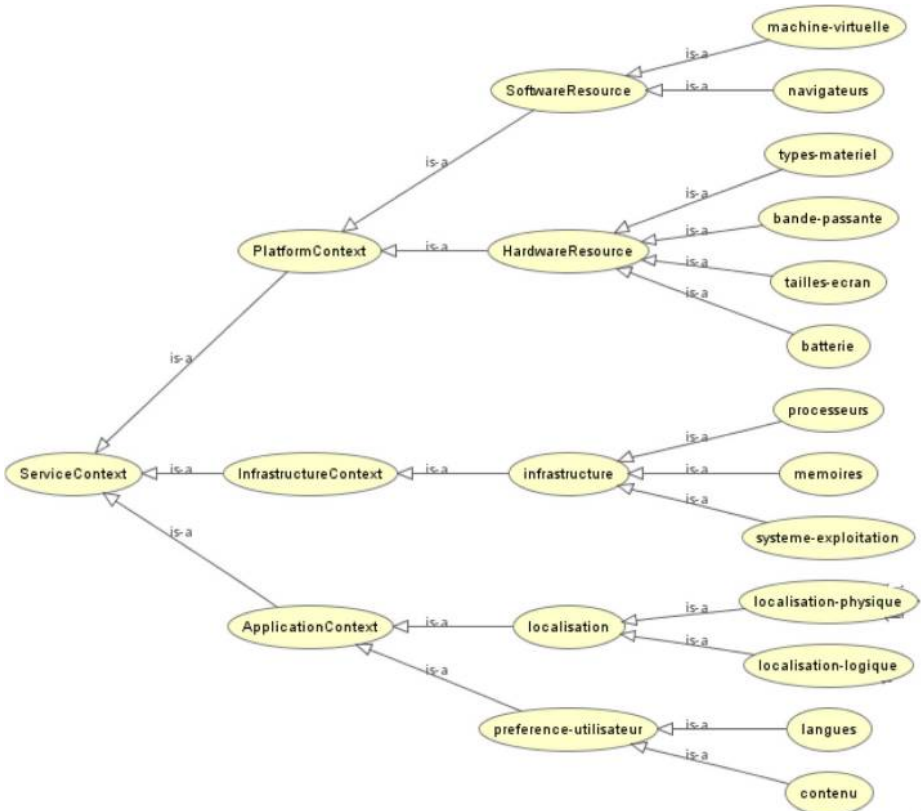 machine-virtuelle
is-a
SoftwareResource
is-a
navigateurs
types-materiel
is-a
is-a
bande-passante
is-a
PlatformContext
is-a
HardwareResource
is-a
tailles-ecran
is-a
batterie
is-a
processeurs
is-a
ServiceContext
is-a
InfrastructureContext
is-a
infrastructure
is-a
memoires
is-a
is-a
systeme-exploitation
localisation-physique
is-a
ApplicationContext
is-a
localisation
is-a
localisation-logique
is-a
preference-utilisateur
is-a
langues
is-a
contenu